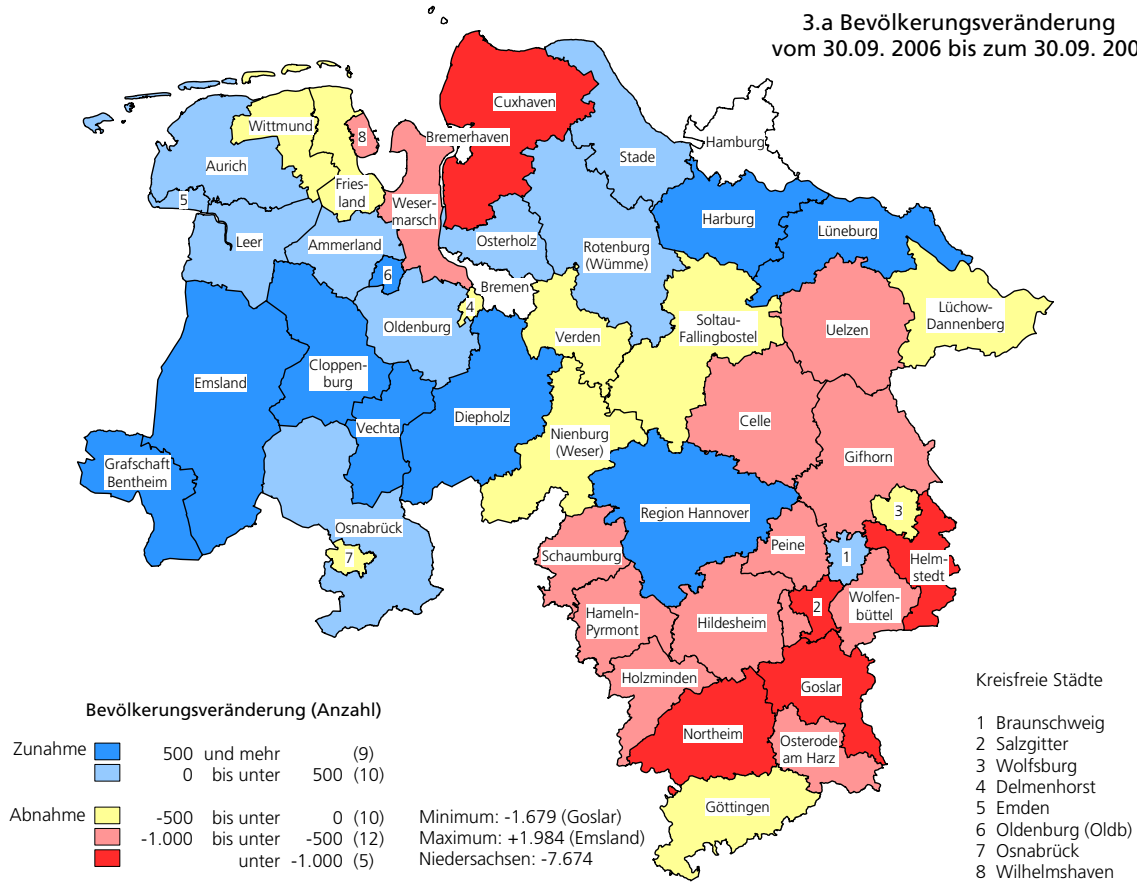 3.a Bevölkerungsveränderung
vom 30.09. 2006 bis zum 30.09. 200
Cuxhaven
Wittmund
8
Bremerhaven
Hamburg
Stade
Aurich
Fries-
land
5
Weser-
marsch
Harburg
Lüneburg
Leer
Ammerland
Osterholz
Rotenburg
(Wümme)
6
Bremen
4
Lüchow-
Dannenberg
Oldenburg
Verden
Soltau-
Fallingbostel
Uelzen
Emsland
Cloppen-
burg
Diepholz
Celle
Vechta
Nienburg
(Weser)
Gifhorn
Grafschaft
Bentheim
Region Hannover
3
Osnabrück
Peine
7
Schaumburg
1
Helm-
stedt
2
Wolfen-
büttel
Hameln-
Pyrmont
Hildesheim
Holzminden
Goslar
Northeim
Osterode
am Harz
Göttingen
Bevölkerungsveränderung (Anzahl)
Zunahme 500 und mehr (9)
0 bis unter 500 (10)
Abnahme -500 bis unter 0 (10)
-1.000 bis unter -500 (12)
unter -1.000 (5)
Minimum: -1.679 (Goslar)
Maximum: +1.984 (Emsland)
Niedersachsen: -7.674
Kreisfreie Städte
1 Braunschweig
2 Salzgitter
3 Wolfsburg
4 Delmenhorst
5 Emden
6 Oldenburg (Oldb)
7 Osnabrück
8 Wilhelmshaven